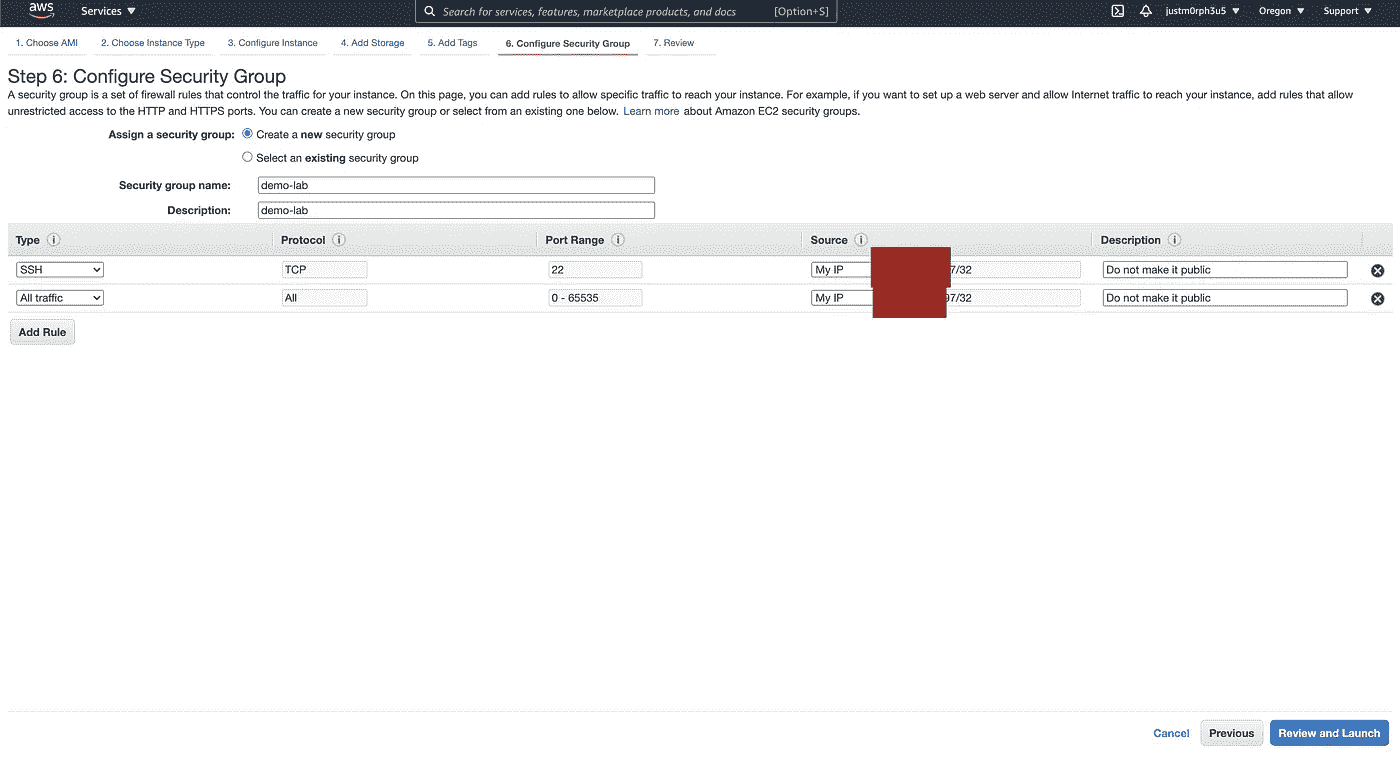 aws Services Search for services, features, marketplace products, and docs [Option+S] justm0rph3u5 Oregon Support
1. Choose AMI 2. Choose Instance Type 3. Configure Instance 4. Add Storage 5. Add Tags 6. Configure Security Group 7. Review
Step 6: Configure Security Group
A security group is a set of firewall rules that control the traffic for your instance. On this page, you can add rules to allow specific traffic to reach your instance. For example, if you want to set up a web server and allow Internet traffic to reach your instance, add rules that allow
unrestricted access to the HTTP and HTTPS ports. You can create a new security group or select from an existing one below. Learn more about Amazon EC2 security groups.
Assign a security group: Create a new security group
Select an existing security group
Security group name: demo-lab
Description: demo-lab
Type i Protocol i Port Range i Source i Description i
SSH TCP 22 My IP 7/32 Do not make it public
All traffic All 0 - 65535 My IP 97/32 Do not make it public
Add Rule
Cancel Previous Review and Launch